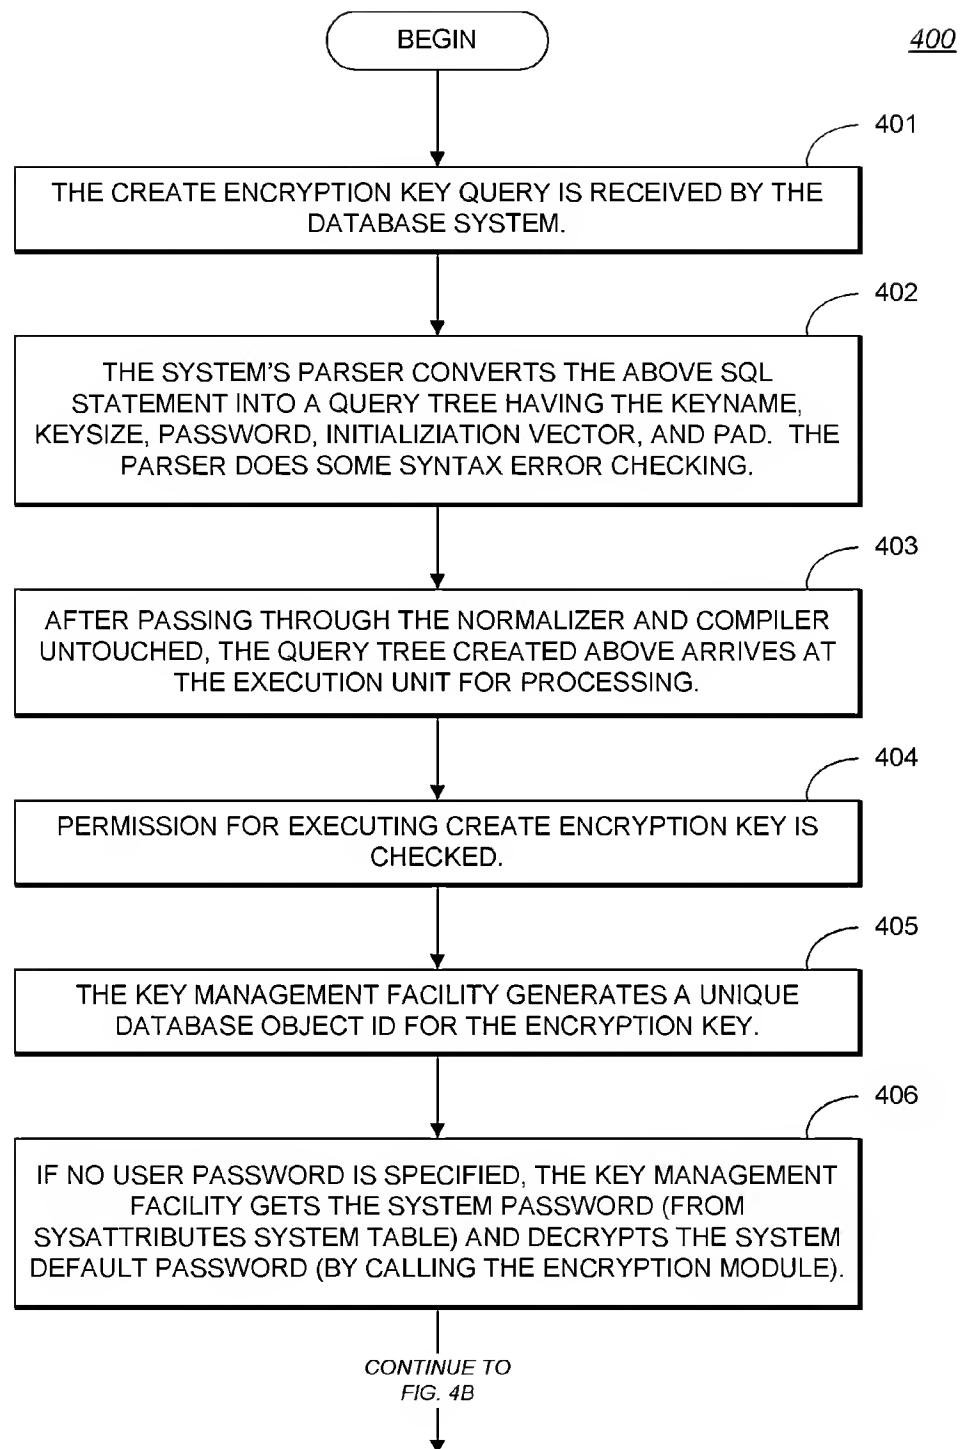 BEGIN
400
401
THE CREATE ENCRYPTION KEY QUERY IS RECEIVED BY THE
DATABASE SYSTEM.
402
THE SYSTEM'S PARSER CONVERTS THE ABOVE SQL
STATEMENT INTO A QUERY TREE HAVING THE KEYNAME,
KEYSIZE, PASSWORD, INITIALIZIATION VECTOR, AND PAD. THE
PARSER DOES SOME SYNTAX ERROR CHECKING.
403
AFTER PASSING THROUGH THE NORMALIZER AND COMPILER
UNTOUCHED, THE QUERY TREE CREATED ABOVE ARRIVES AT
THE EXECUTION UNIT FOR PROCESSING.
404
PERMISSION FOR EXECUTING CREATE ENCRYPTION KEY IS
CHECKED.
405
THE KEY MANAGEMENT FACILITY GENERATES A UNIQUE
DATABASE OBJECT ID FOR THE ENCRYPTION KEY.
406
IF NO USER PASSWORD IS SPECIFIED, THE KEY MANAGEMENT
FACILITY GETS THE SYSTEM PASSWORD (FROM
SYSATTRIBUTES SYSTEM TABLE) AND DECRYPTS THE SYSTEM
DEFAULT PASSWORD (BY CALLING THE ENCRYPTION MODULE).
CONTINUE TO
FIG. 4B